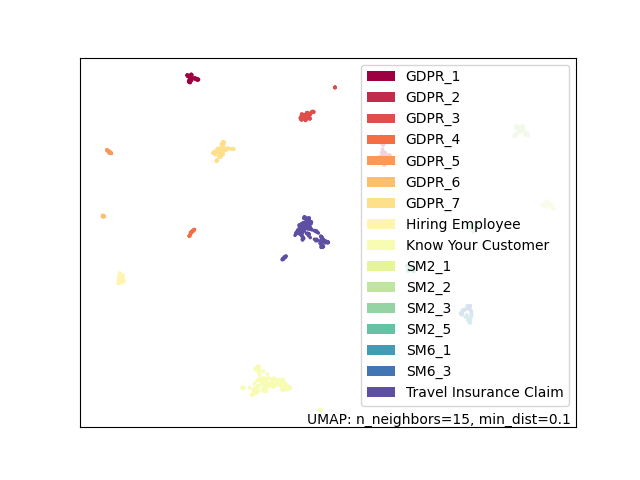 GDPR_1
GDPR_2
GDPR_3
GDPR_4
GDPR_5
GDPR_6
GDPR_7
Hiring Employee
Know Your Customer
SM2_1
SM2_2
SM2_3
SM2_5
SM6_1
SM6_3
Travel Insurance Claim
UMAP: n_neighbors=15, min_dist=0.1